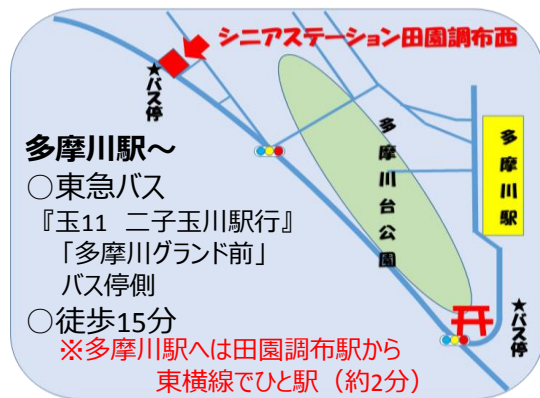 シニアステーション田園調布西
★バス停
多摩川駅～
○東急バス
『玉11 二子玉川駅行』
「多摩川グランド前」
バス停側
○徒歩15分
※多摩川駅へは田園調布駅から
東横線でひと駅（約2分）
多摩川台公園
多摩川駅
★バス停